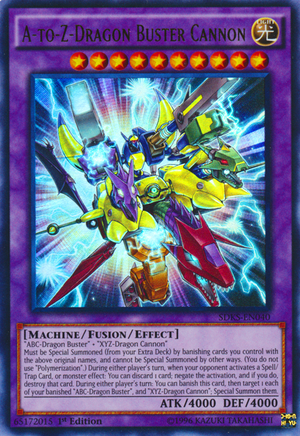 A-to-Z-Dragon Buster Cannon
LIGHT
光
SDKS-EN040
[Machine/Fusion/Effect]
"ABC-Dragon Buster" + "XYZ-Dragon Cannon"
Must be Special Summoned (from your Extra Deck) by banishing cards you control with
the above original names, and cannot be Special Summoned by other ways. (You do not
use "Polymerization".) During either player's turn, when your opponent activates a Spell/
Trap Card, or monster effect: You can discard 1 card; negate the activation, and if you do,
destroy that card. During either player's turn: You can banish this card, then target 1 each
of your banished "ABC-Dragon Buster", and "XYZ-Dragon Cannon"; Special Summon them.
ATK/4000 DEF/4000
65172015 1st Edition
©1996 KAZUKI TAKAHASHI